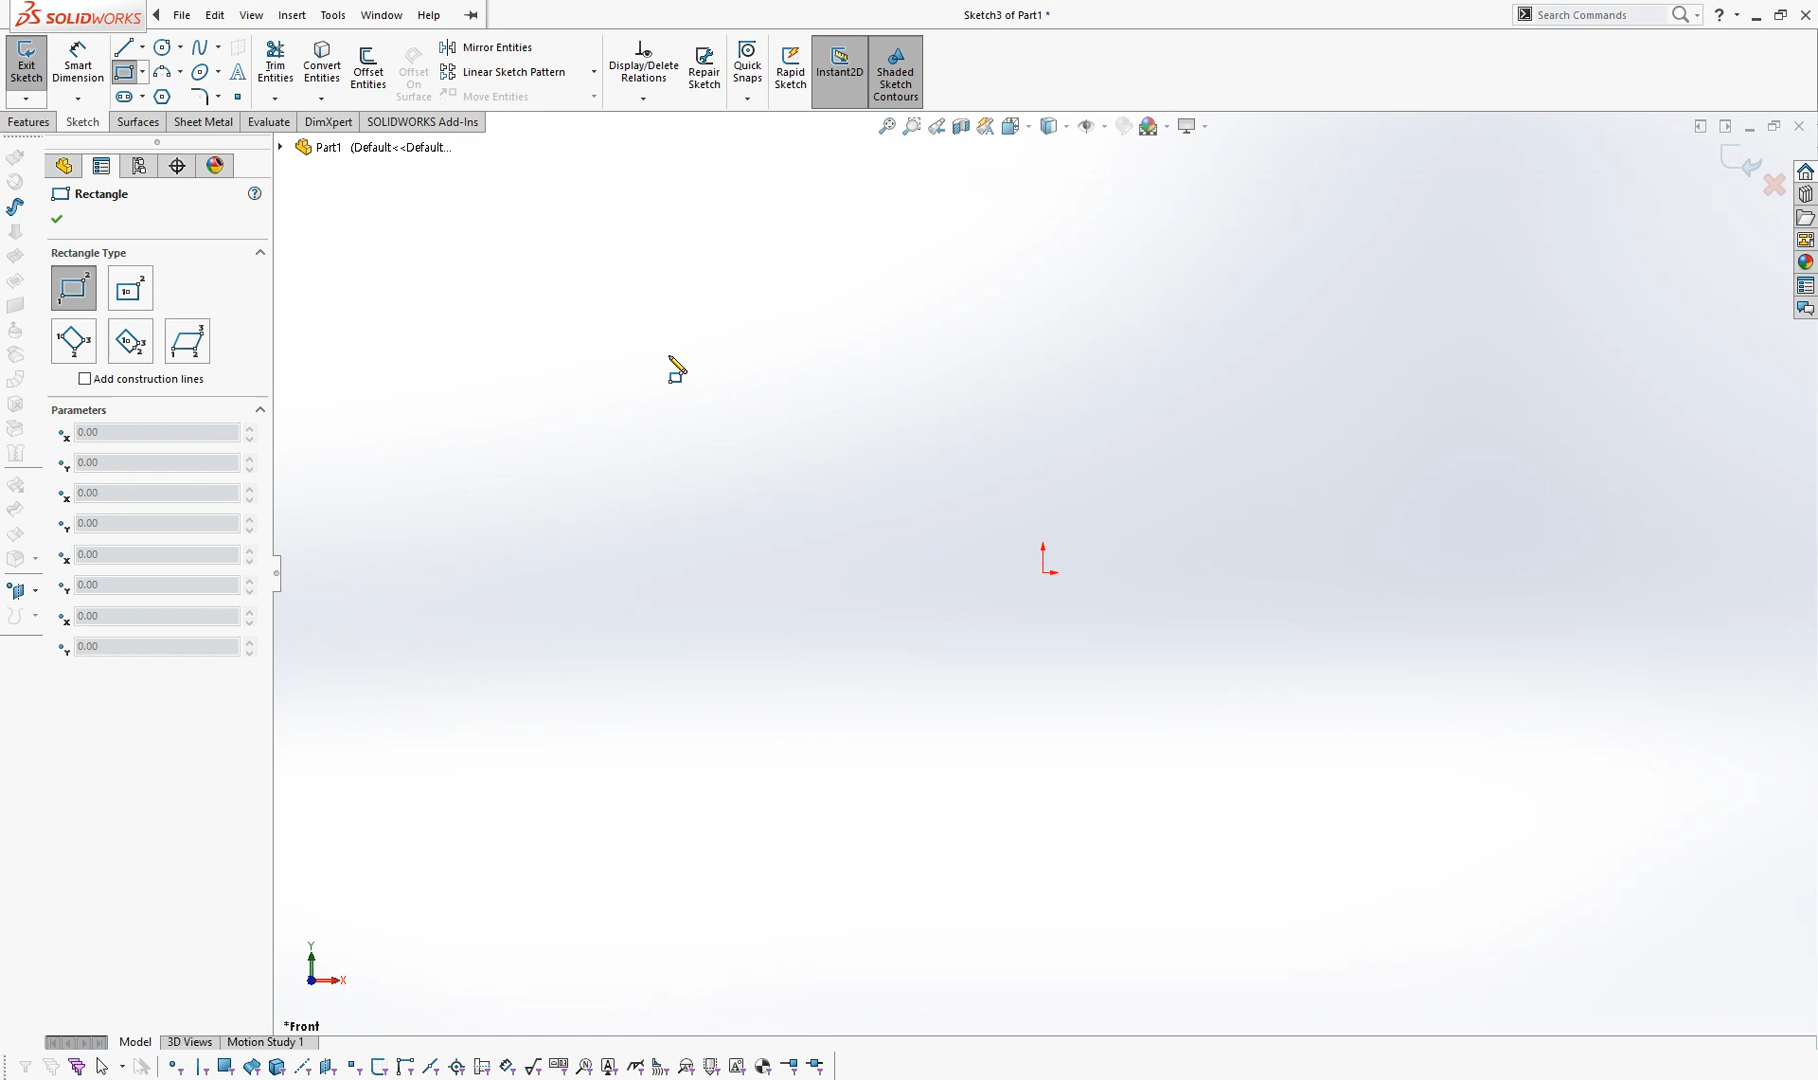 SOLIDWORKS File Edit View Insert Tools Window Help Sketch3 of Part1 * Search Commands ?
Exit Sketch
Smart Dimension
Trim Entities
Convert Entities
Offset Entities
Offset On Surface
Mirror Entities
Linear Sketch Pattern
Move Entities
Display/Delete Relations
Repair Sketch
Quick Snaps
Rapid Sketch
Instant2D
Shaded Sketch Contours
Features Sketch Surfaces Sheet Metal Evaluate DimXpert SOLIDWORKS Add-Ins
Part1 (Default<<Default...
Rectangle
Rectangle Type
Add construction lines
Parameters
X 0.00
Y 0.00
X 0.00
Y 0.00
X 0.00
Y 0.00
X 0.00
Y 0.00
Y
X
*Front
Model 3D Views Motion Study 1